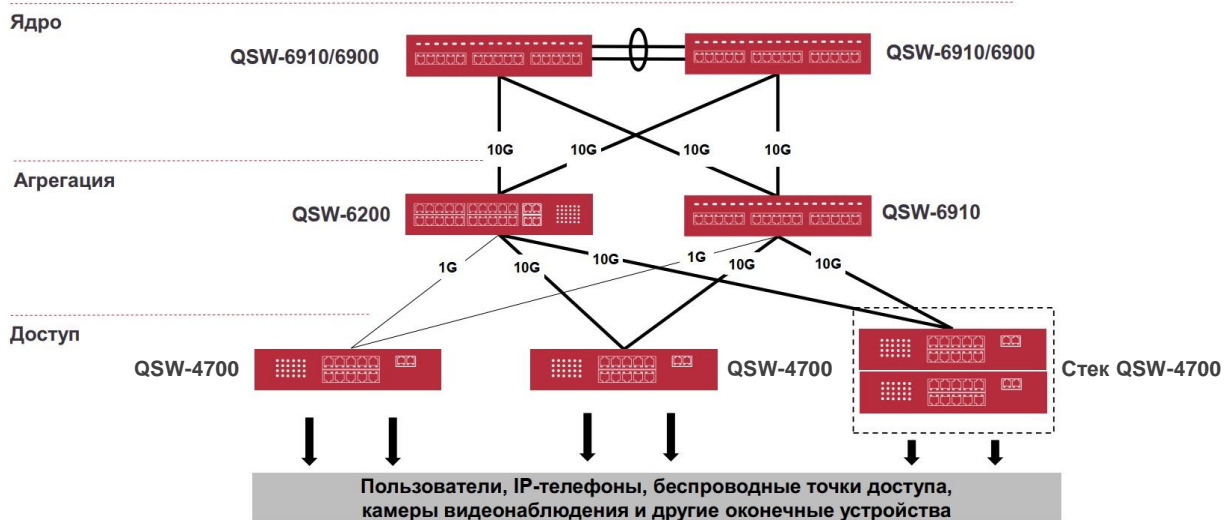 Ядро
QSW-6910/6900
QSW-6910/6900
10G
10G
10G
10G
Агрегация
QSW-6200
QSW-6910
1G
10G
10G
1G
10G
10G
Доступ
QSW-4700
QSW-4700
Стек QSW-4700
Пользователи, IP-телефоны, беспроводные точки доступа,
камеры видеонаблюдения и другие оконечные устройства